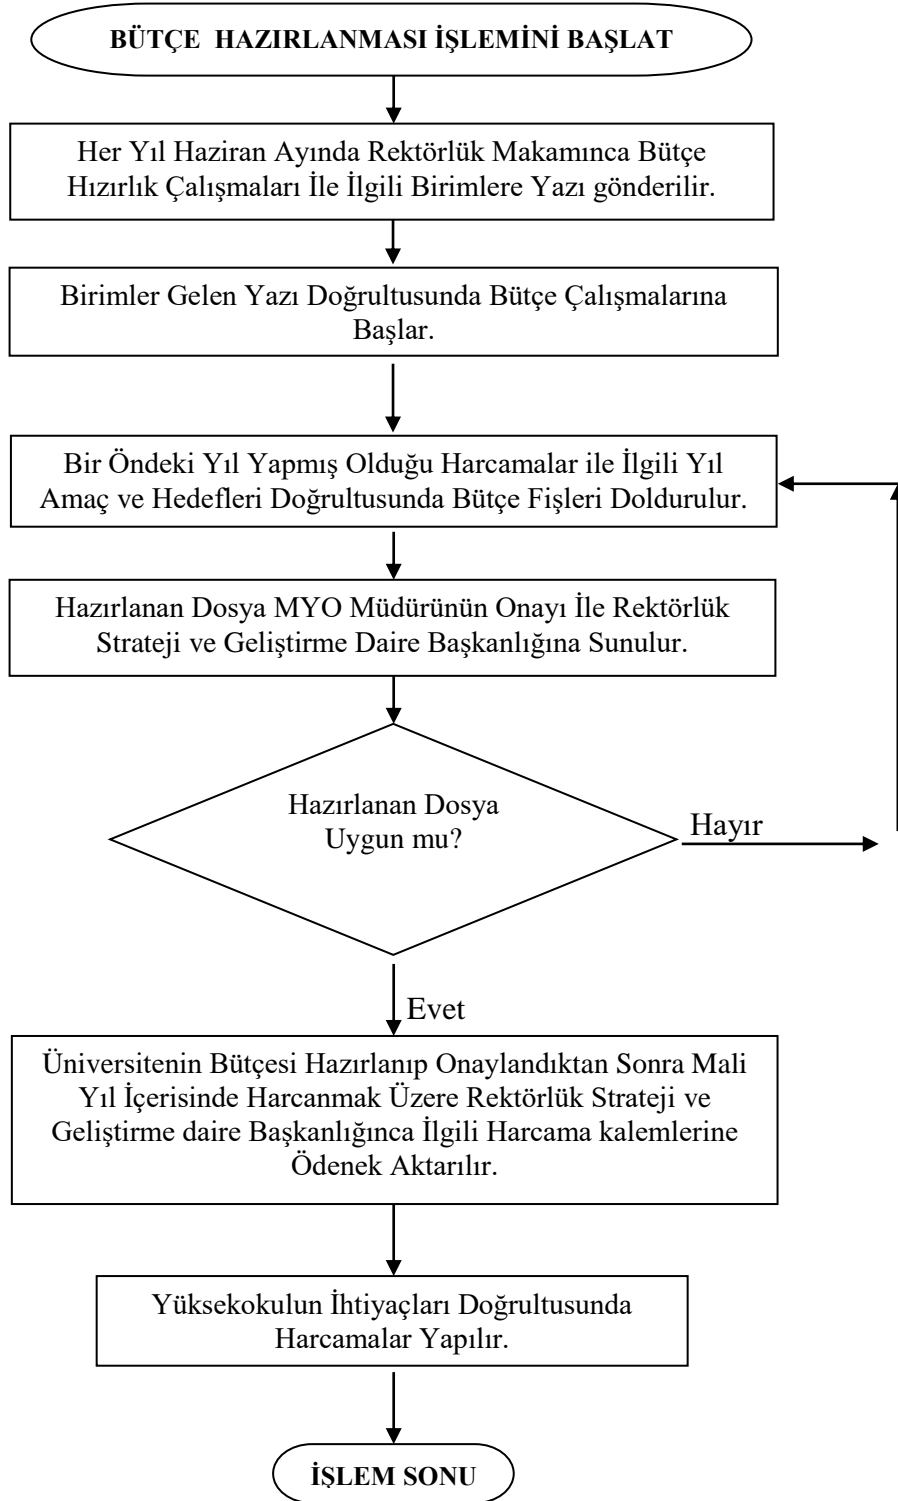 BÜTÇE HAZIRLANMASI İŞLEMİNİ BAŞLAT
Her Yıl Haziran Ayında Rektörlük Makamınca Bütçe
Hızırlık Çalışmaları İle İlgili Birimlere Yazı gönderilir.
Birimler Gelen Yazı Doğrultusunda Bütçe Çalışmalarına
Başlar.
Bir Öndeki Yıl Yapmış Olduğu Harcamalar ile İlgili Yıl
Amaç ve Hedefleri Doğrultusunda Bütçe Fişleri Doldurulur.
Hazırlanan Dosya MYO Müdürünün Onayı İle Rektörlük
Strateji ve Geliştirme Daire Başkanlığına Sunulur.
Hazırlanan Dosya
Uygun mu?
Hayır
Evet
Üniversitenin Bütçesi Hazırlanıp Onaylandıktan Sonra Mali
Yıl İçerisinde Harcanmak Üzere Rektörlük Strateji ve
Geliştirme daire Başkanlığınca İlgili Harcama kalemlerine
Ödenek Aktarılır.
Yüksekokulun İhtiyaçları Doğrultusunda
Harcamalar Yapılır.
İŞLEM SONU